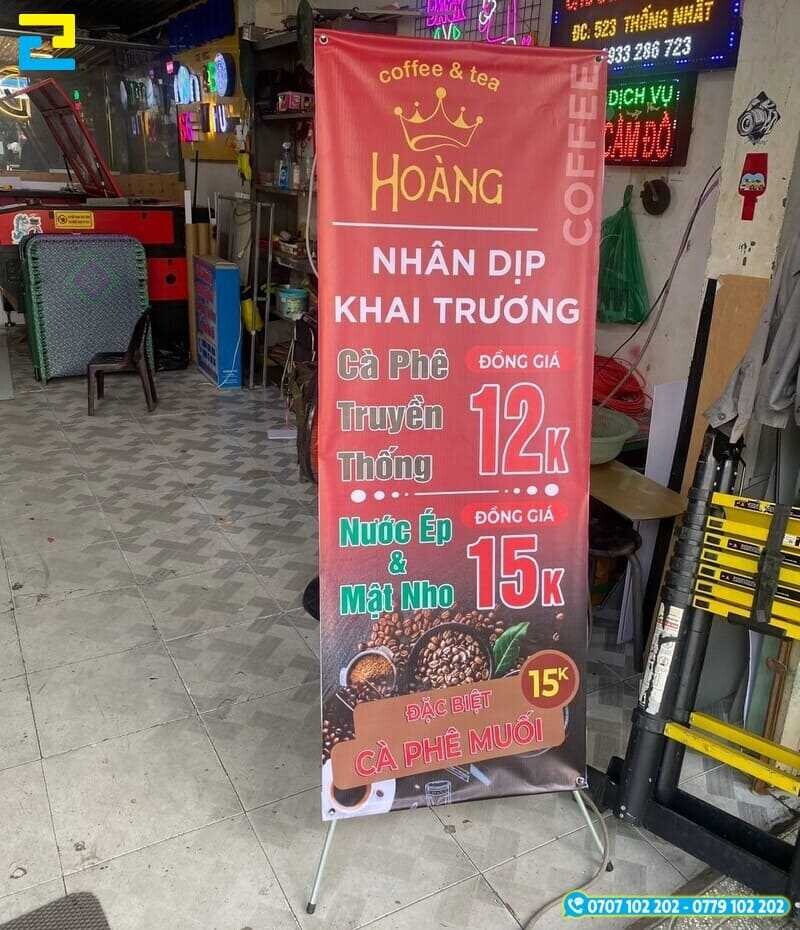 ĐC. 523 THỐNG NHẤT
0933 286 723
DỊCH VỤ
CẦM ĐỒ
coffee & tea
HOÀNG
COFFEE
NHÂN DỊP
KHAI TRƯƠNG
Cà Phê
Truyền
Thống
ĐỒNG GIÁ
12K
Nước Ép
&
Mật Nho
ĐỒNG GIÁ
15K
15K
ĐẶC BIỆT
CÀ PHÊ MUỐI
0707 102 202 - 0779 102 202